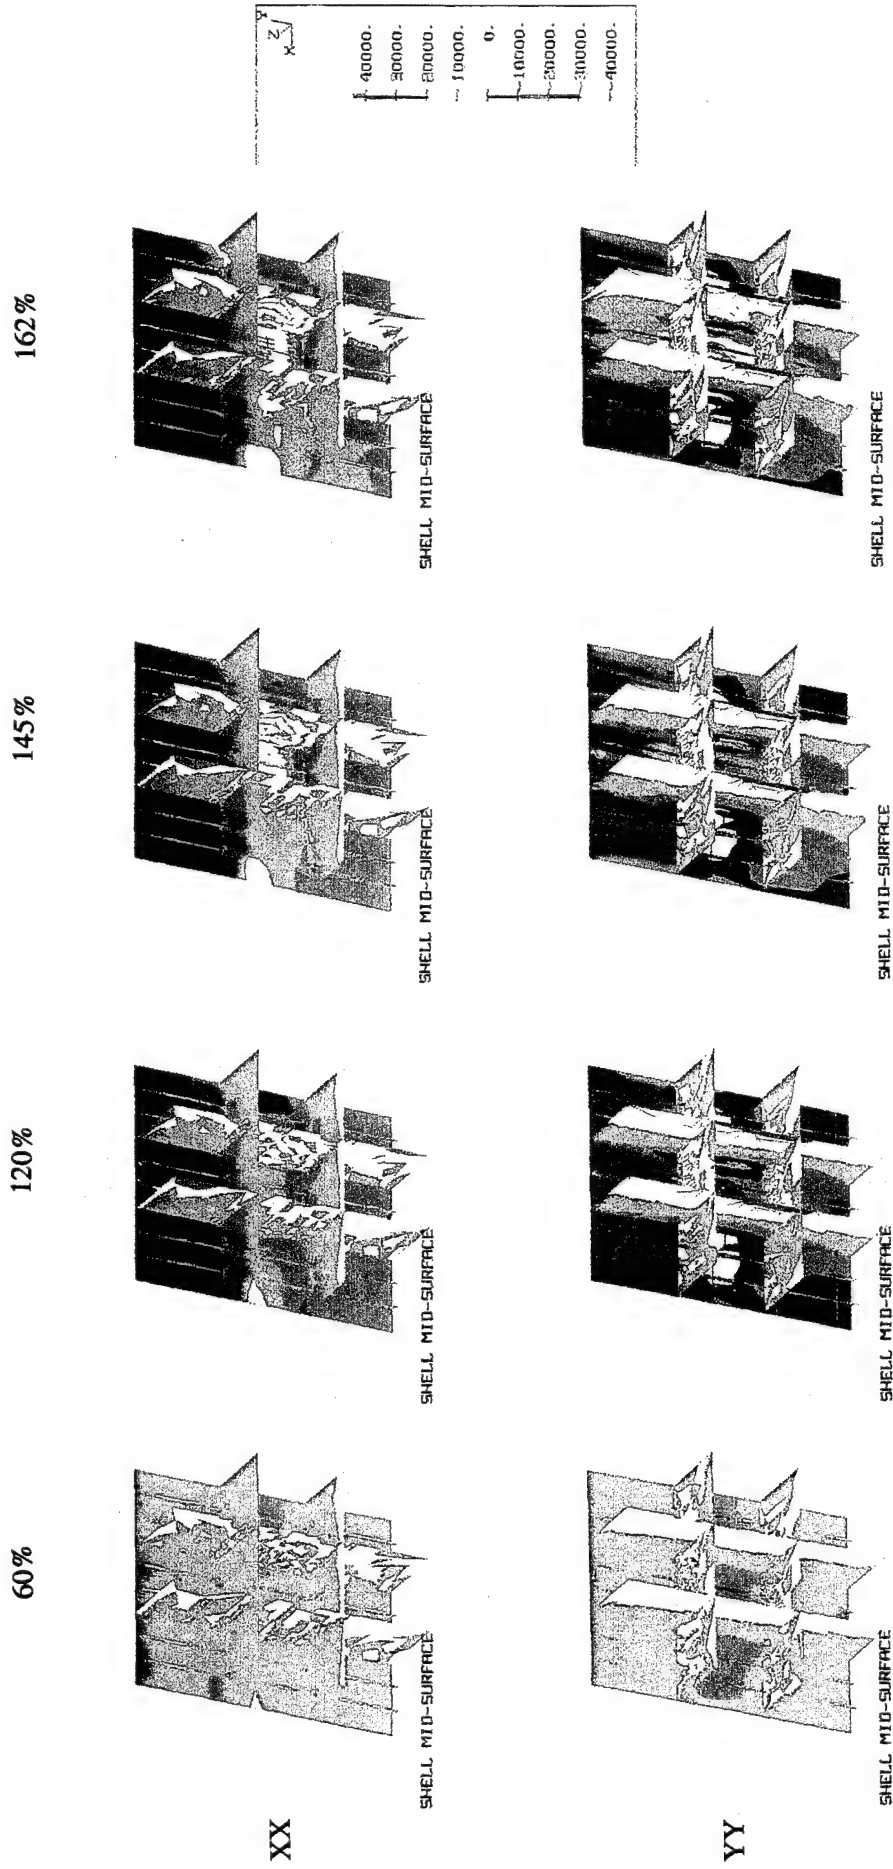 60%
120%
145%
162%
XX
SHELL MID-SURFACE
SHELL MID-SURFACE
SHELL MID-SURFACE
SHELL MID-SURFACE
YY
SHELL MID-SURFACE
SHELL MID-SURFACE
SHELL MID-SURFACE
SHELL MID-SURFACE
Y
Z
X
40000.
30000.
20000.
10000.
0.
-10000.
-20000.
-30000.
-40000.